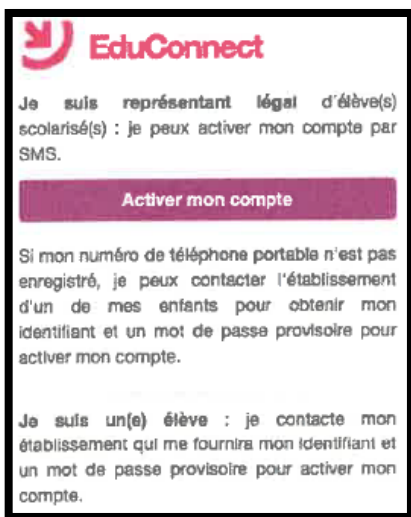 EduConnect
Je suis représentant légal d'élève(s)
scolarisé(s) : je peux activer mon compte par
SMS.
Activer mon compte
Si mon numéro de téléphone portable n'est pas
enregistré, je peux contacter l'établissement
d'un de mes enfants pour obtenir mon
identifiant et un mot de passe provisoire pour
activer mon compte.
Je suis un(e) élève : je contacte mon
établissement qui me fournira mon identifiant et
un mot de passe provisoire pour activer mon
compte.